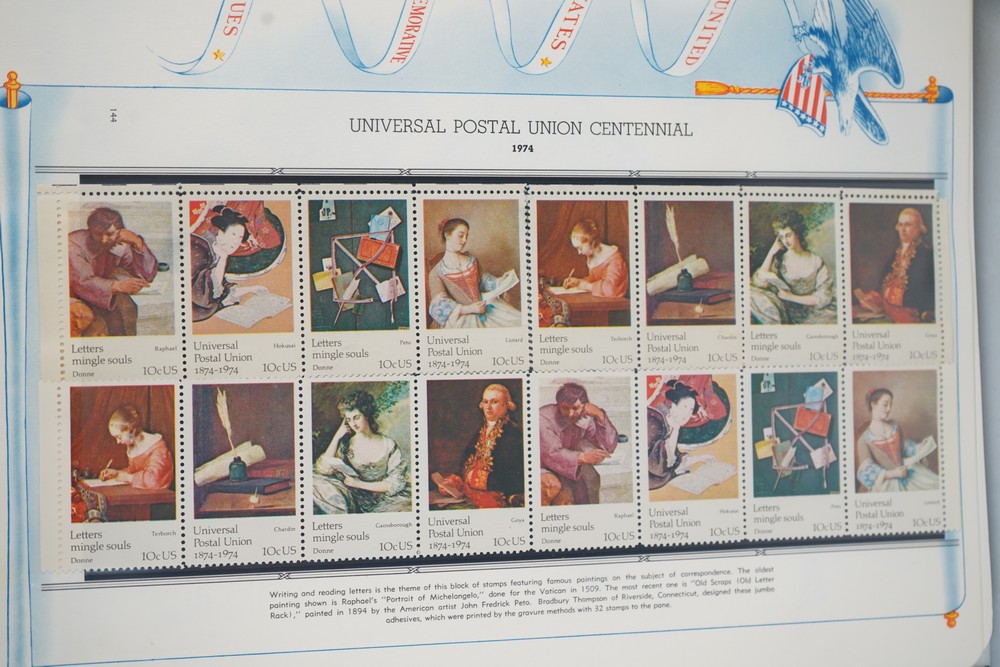 UES ★
MEMORATIVE
ATES ★
UNITED
144
UNIVERSAL POSTAL UNION CENTENNIAL
1974
Letters Raphael
mingle souls
Donne 10cUS
Universal Hokusai
Postal Union
1874-1974 10cUS
Letters Peto
mingle souls
Donne 10cUS
Universal Liotard
Postal Union
1874-1974 10cUS
Letters Terborch
mingle souls
Donne 10cUS
Universal Chardin
Postal Union
1874-1974 10cUS
Letters Gainsborough
mingle souls
Donne 10cUS
Universal Goya
Postal Union
1874-1974 10cUS
Letters Terborch
mingle souls
Donne 10cUS
Universal Chardin
Postal Union
1874-1974 10cUS
Letters Gainsborough
mingle souls
Donne 10cUS
Universal Goya
Postal Union
1874-1974 10cUS
Letters Raphael
mingle souls
Donne 10cUS
Universal Hokusai
Postal Union
1874-1974 10cUS
Letters Peto
mingle souls
Donne 10cUS
Universal Liotard
Postal Union
1874-1974 10cUS
Writing and reading letters is the theme of this block of stamps featuring famous paintings on the subject of correspondence. The oldest
painting shown is Raphael's "Portrait of Michelangelo," done for the Vatican in 1509. The most recent one is "Old Scraps (Old Letter
Rack)," painted in 1894 by the American artist John Fredrick Peto. Bradbury Thompson of Riverside, Connecticut, designed these jumbo
adhesives, which were printed by the gravure methods with 32 stamps to the pane.